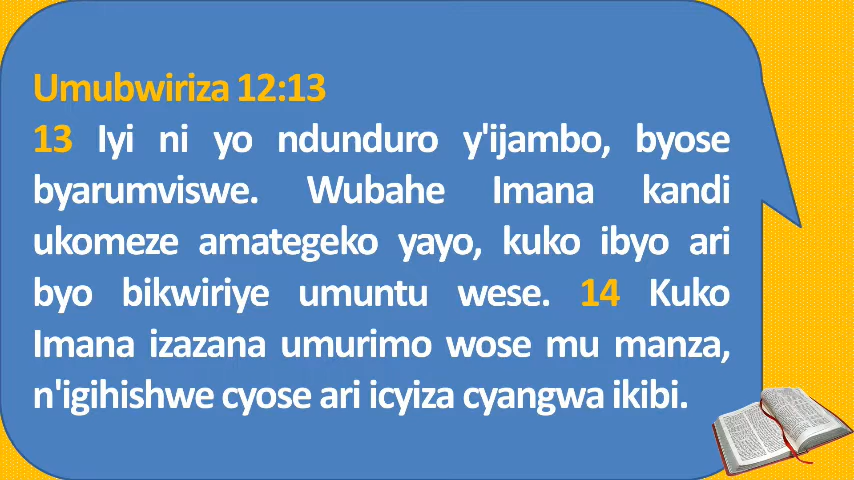 Umubwiriza 12:13
13 Iyi ni yo ndunduro y'ijambo, byose
byarumviswe. Wubahe Imana kandi
ukomeze amategeko yayo, kuko ibyo ari
byo bikwiriye umuntu wese. 14 Kuko
Imana izazana umurimo wose mu manza,
n'igihishwe cyose ari icyiza cyangwa ikibi.